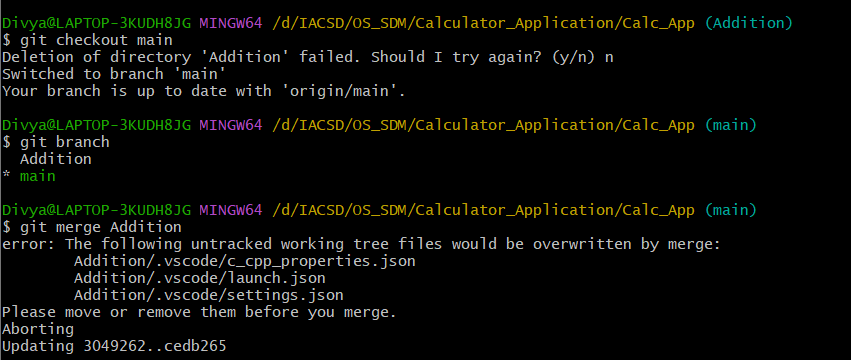 Divya@LAPTOP-3KUDH8JG MINGW64 /d/IACSD/OS_SDM/Calculator_Application/Calc_App (Addition)
$ git checkout main
Deletion of directory 'Addition' failed. Should I try again? (y/n) n
Switched to branch 'main'
Your branch is up to date with 'origin/main'.
Divya@LAPTOP-3KUDH8JG MINGW64 /d/IACSD/OS_SDM/Calculator_Application/Calc_App (main)
$ git branch
  Addition
* main
Divya@LAPTOP-3KUDH8JG MINGW64 /d/IACSD/OS_SDM/Calculator_Application/Calc_App (main)
$ git merge Addition
error: The following untracked working tree files would be overwritten by merge:
        Addition/.vscode/c_cpp_properties.json
        Addition/.vscode/launch.json
        Addition/.vscode/settings.json
Please move or remove them before you merge.
Aborting
Updating 3049262..cedb265